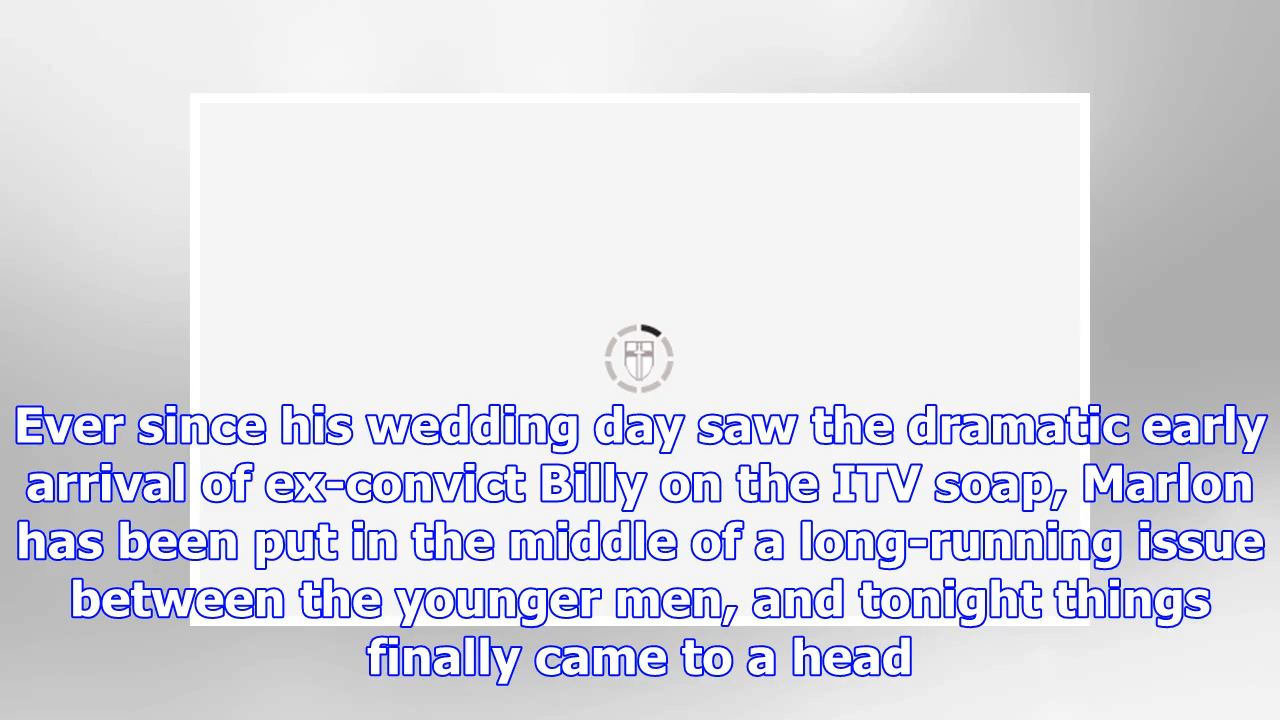 Ever since his wedding day saw the dramatic early
arrival of ex-convict Billy on the ITV soap, Marlon
has been put in the middle of a long-running issue
between the younger men, and tonight things
finally came to a head